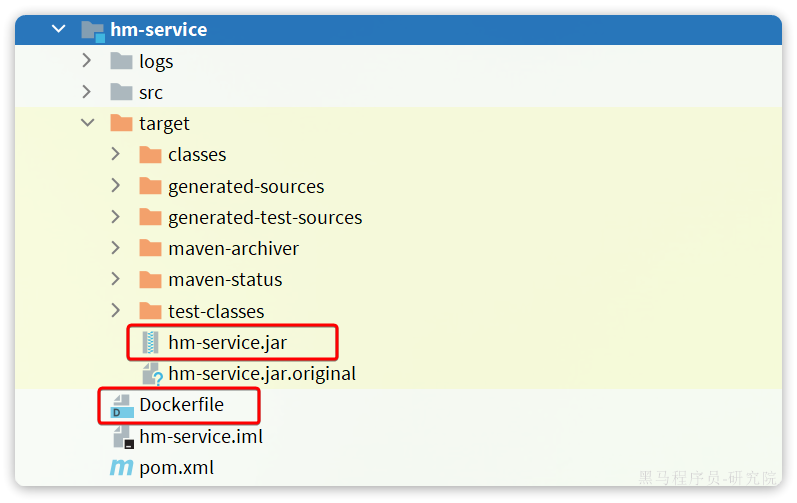 hm-service
logs
src
target
classes
generated-sources
generated-test-sources
maven-archiver
maven-status
test-classes
hm-service.jar
hm-service.jar.original
Dockerfile
hm-service.iml
pom.xml
黑马程序员-研究院